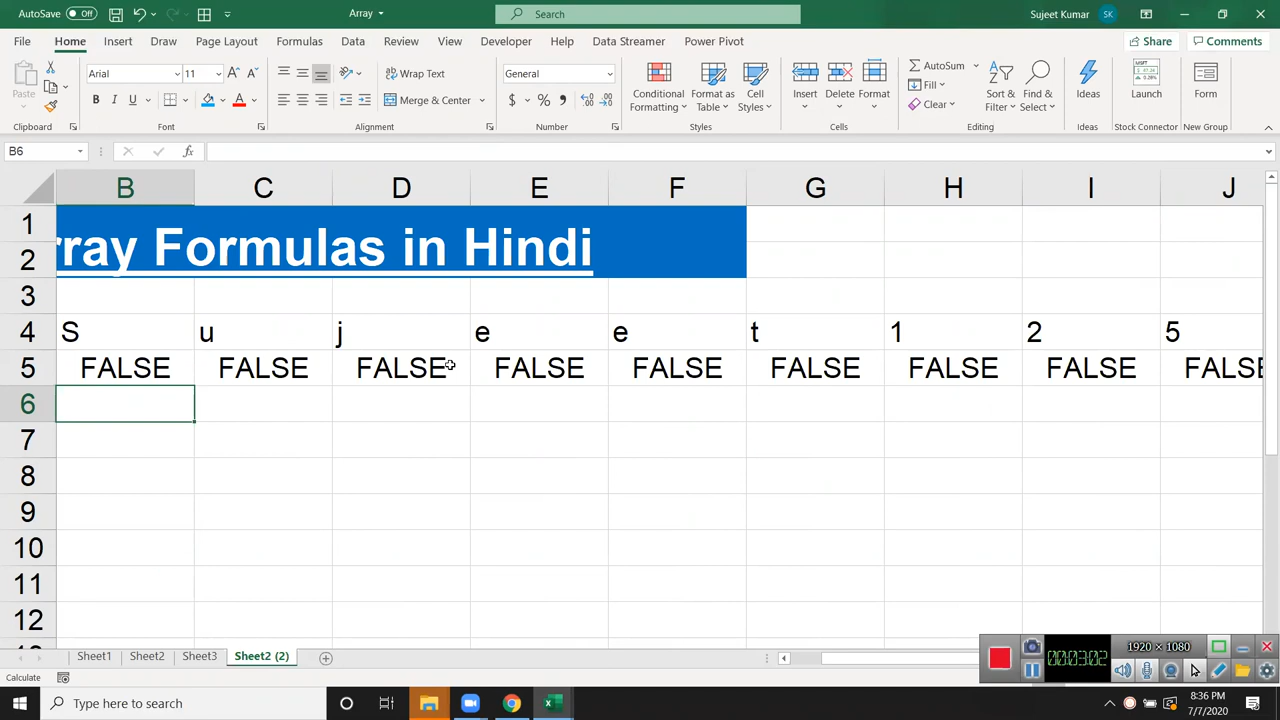 AutoSave Off Array Search Sujeet Kumar SK
File Home Insert Draw Page Layout Formulas Data Review View Developer Help Data Streamer Power Pivot Share Comments
Paste Arial 11 Wrap Text General Conditional Formatting Format as Table Cell Styles Insert Delete Format AutoSum Fill Clear Sort & Filter Find & Select Ideas Launch Form
B I U Merge & Center $ %
Clipboard Font Alignment Number Styles Cells Editing Ideas Stock Connector New Group
B6 fx
B C D E F G H I J
1
rray Formulas in Hindi
2
3
4 S u j e e t 1 2 5
5 FALSE FALSE FALSE FALSE FALSE FALSE FALSE FALSE FALSE
6
7
8
9
10
11
12
Sheet1 Sheet2 Sheet3 Sheet2 (2)
Calculate
1920 × 1080
00:03:02
Type here to search
8:36 PM
7/7/2020